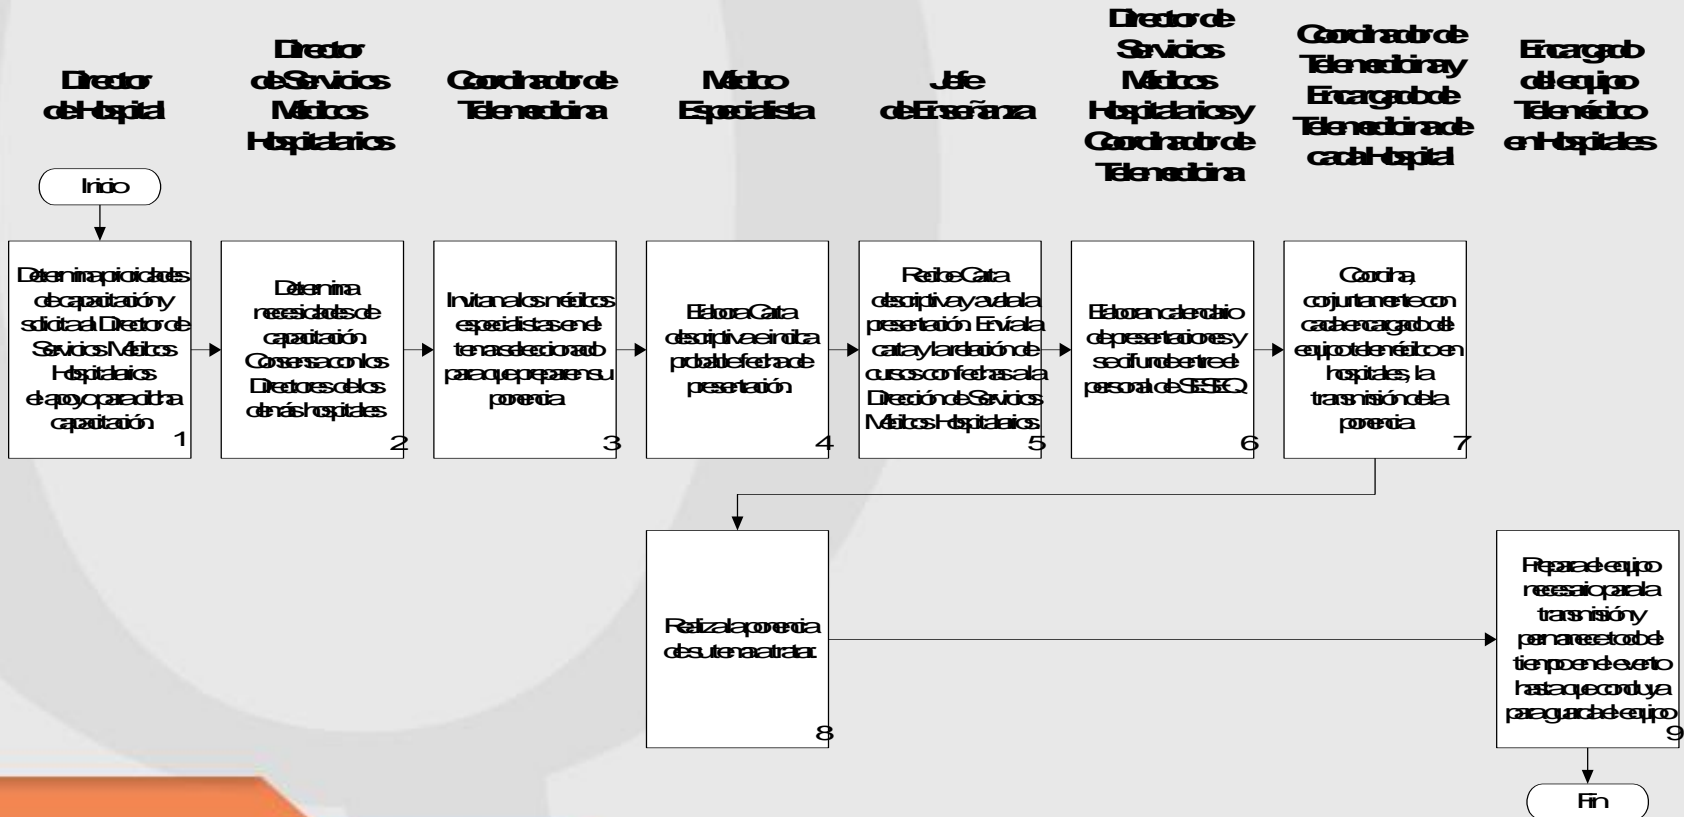 Director
de Hospital
Director
de Servicios
Médicos
Hospitalarios
Coordinador de
Telemedicina
Médico
Especialista
Jefe
de Enseñanza
Director de
Servicios
Médicos
Hospitalarios y
Coordinador de
Telemedicina
Coordinador de
Telemedicina y
Encargado de
Telemedicina de
cada Hospital
Encargado
del equipo
Telemédico
en Hospitales
Inicio
Determina prioridades
de capacitación y
solicita al Director de
Servicios Médicos
Hospitalarios
el apoyo para dicha
capacitación.
1
Determina
necesidades de
capacitación.
Consensa con los
Directores de los
demás hospitales
2
Invitan a los médicos
especialistas en el
tema seleccionado
para que preparen su
ponencia.
3
Elabora Carta
descriptiva e indica
probable fecha de
presentación.
4
Recibe Carta
descriptiva y avala la
presentación. Envía la
carta y la relación de
cursos con fechas a la
Dirección de Servicios
Médicos Hospitalarios.
5
Elaboran calendario
de presentaciones y
se difunde entre el
personal de SESEQ.
6
Coordina,
conjuntamente con
cada encargado del
equipo telemédico en
hospitales, la
transmisión de la
ponencia.
7
Realiza la ponencia
de su tema a tratar.
8
Prepara el equipo
necesario para la
transmisión y
permanece todo el
tiempo en el evento
hasta que concluya
para guardar el equipo
9
Fin